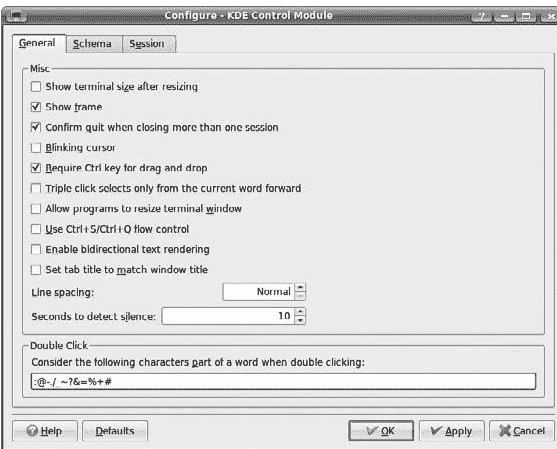 Configure - KDE Control Module
General Schema Session
Misc
Show terminal size after resizing
Show frame
Confirm quit when closing more than one session
Blinking cursor
Require Ctrl key for drag and drop
Triple click selects only from the current word forward
Allow programs to resize terminal window
Use Ctrl+S/Ctrl+Q flow control
Enable bidirectional text rendering
Set tab title to match window title
Line spacing: Normal
Seconds to detect silence: 10
Double Click
Consider the following characters part of a word when double clicking:
:@-./_~?&=%+#
Help Defaults OK Apply Cancel